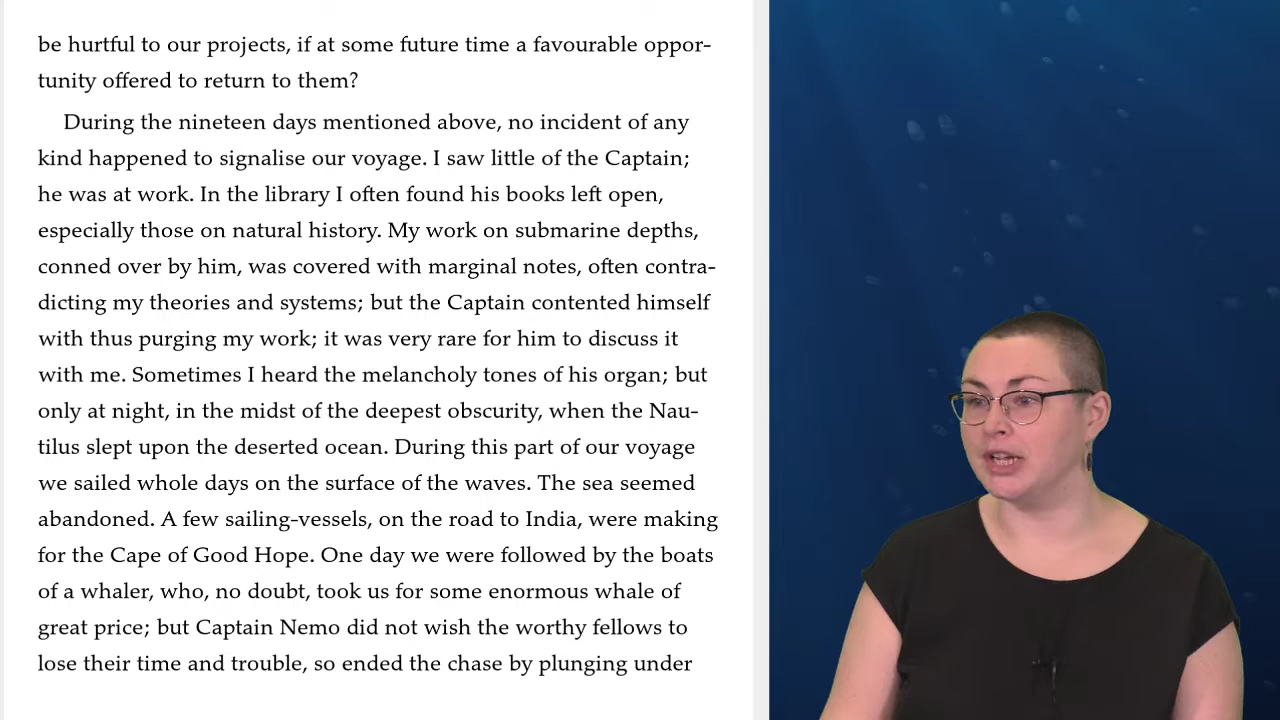 be hurtful to our projects, if at some future time a favourable oppor-
tunity offered to return to them?
During the nineteen days mentioned above, no incident of any
kind happened to signalise our voyage. I saw little of the Captain;
he was at work. In the library I often found his books left open,
especially those on natural history. My work on submarine depths,
conned over by him, was covered with marginal notes, often contra-
dicting my theories and systems; but the Captain contented himself
with thus purging my work; it was very rare for him to discuss it
with me. Sometimes I heard the melancholy tones of his organ; but
only at night, in the midst of the deepest obscurity, when the Nau-
tilus slept upon the deserted ocean. During this part of our voyage
we sailed whole days on the surface of the waves. The sea seemed
abandoned. A few sailing-vessels, on the road to India, were making
for the Cape of Good Hope. One day we were followed by the boats
of a whaler, who, no doubt, took us for some enormous whale of
great price; but Captain Nemo did not wish the worthy fellows to
lose their time and trouble, so ended the chase by plunging under